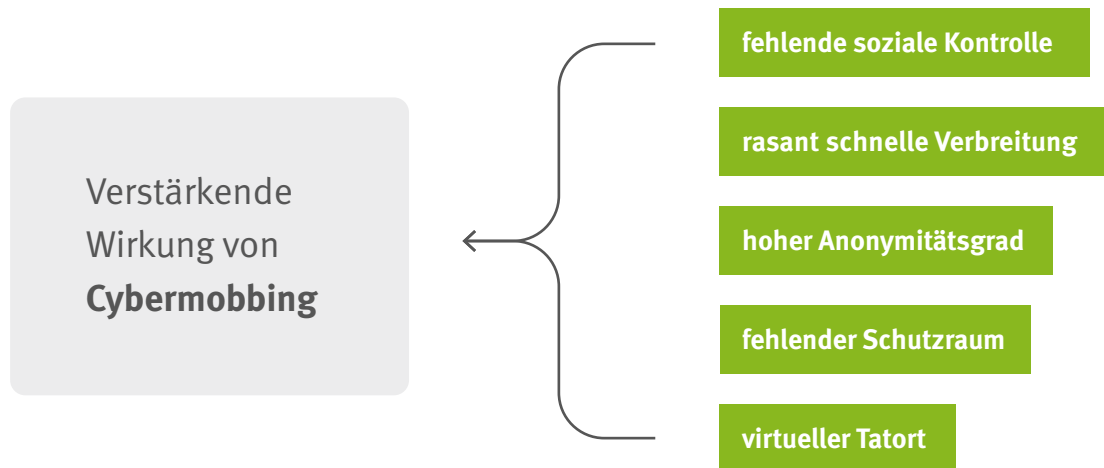 Verstärkende
Wirkung von
Cybermobbing
fehlende soziale Kontrolle
rasant schnelle Verbreitung
hoher Anonymitätsgrad
fehlender Schutzraum
virtueller Tatort